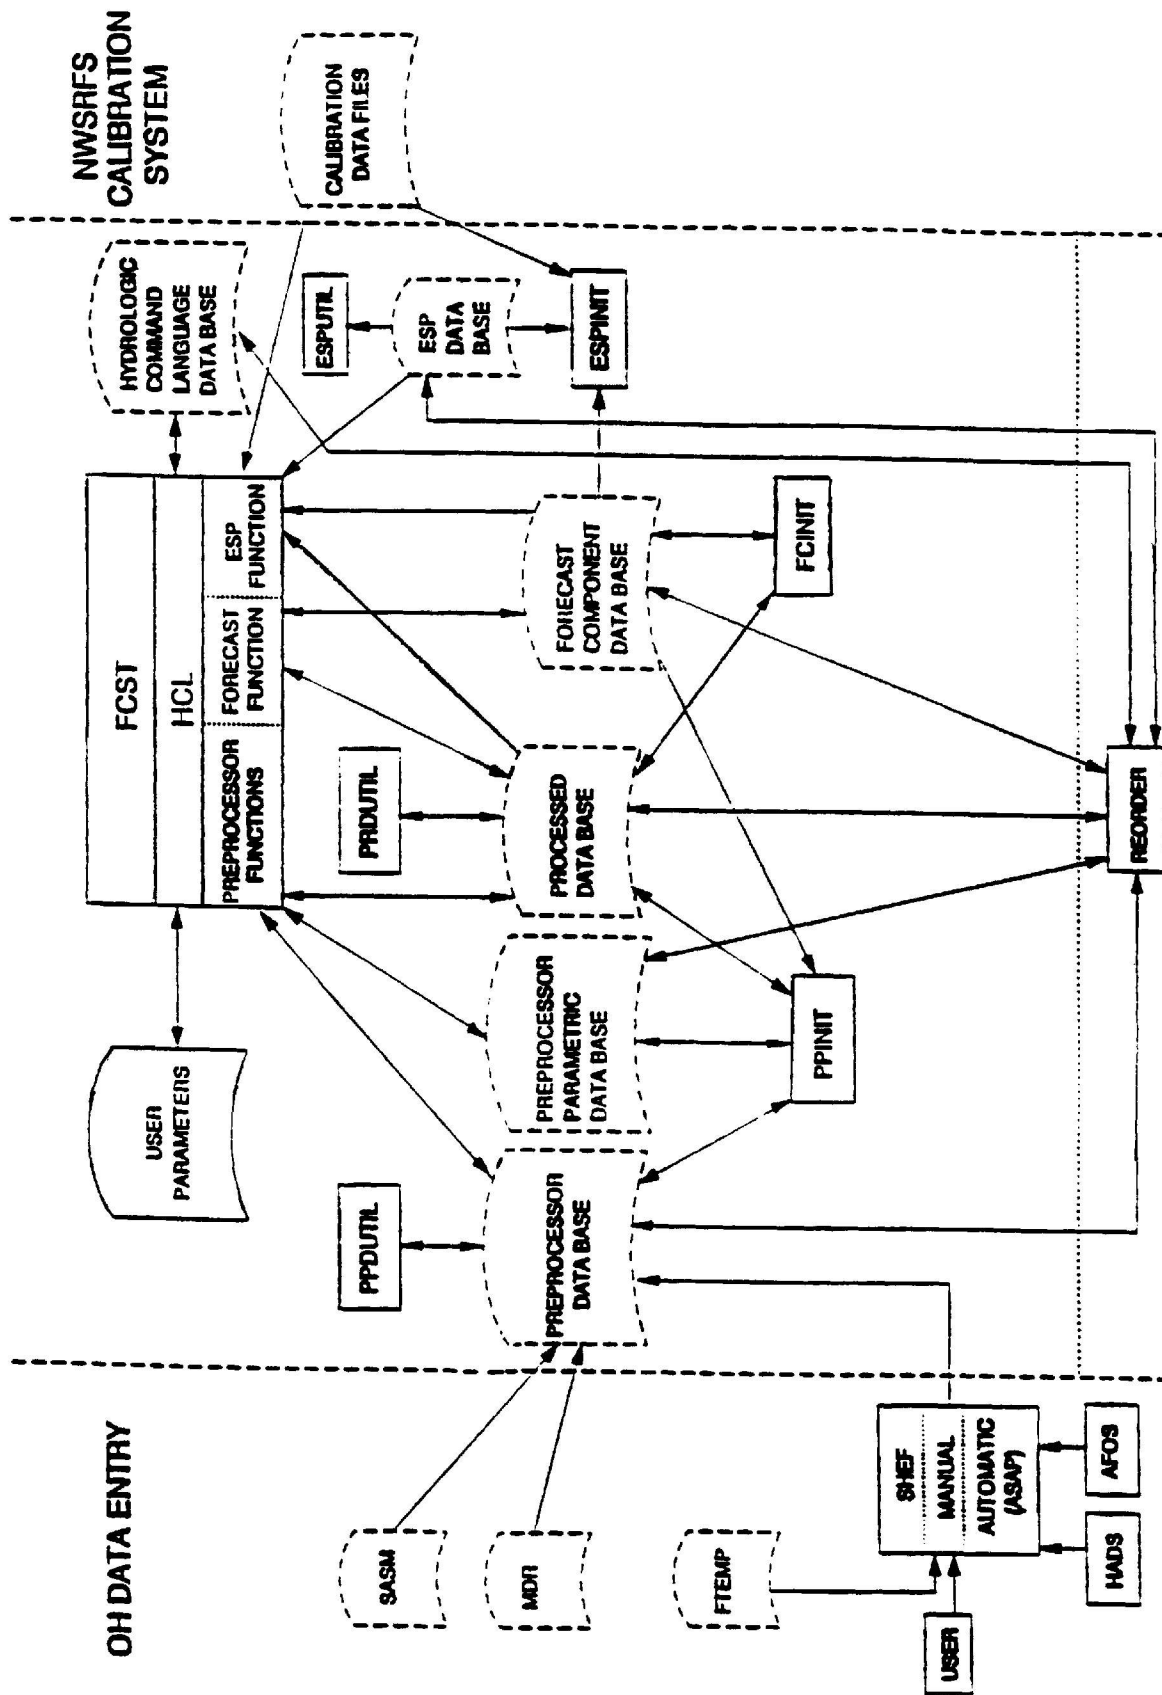 OH DATA ENTRY
NWSRFS
CALIBRATION
SYSTEM
USER
PARAMETERS
FCST
HCL
PREPROCESSOR
FUNCTIONS
FORECAST
FUNCTION
ESP
FUNCTION
HYDROLOGIC
COMMAND
LANGUAGE
DATA BASE
CALIBRATION
DATA FILES
SASM
PPDUTIL
PRDUTIL
ESPUTIL
MDR
PREPROCESSOR
DATA BASE
PREPROCESSOR
PARAMETRIC
DATA BASE
PROCESSED
DATA BASE
FORECAST
COMPONENT
DATA BASE
ESP
DATA
BASE
ESPINIT
FTEMP
PPINIT
FCINIT
USER
SHEF
MANUAL
AUTOMATIC
(ASAP)
HADS
AFOS
REORDER